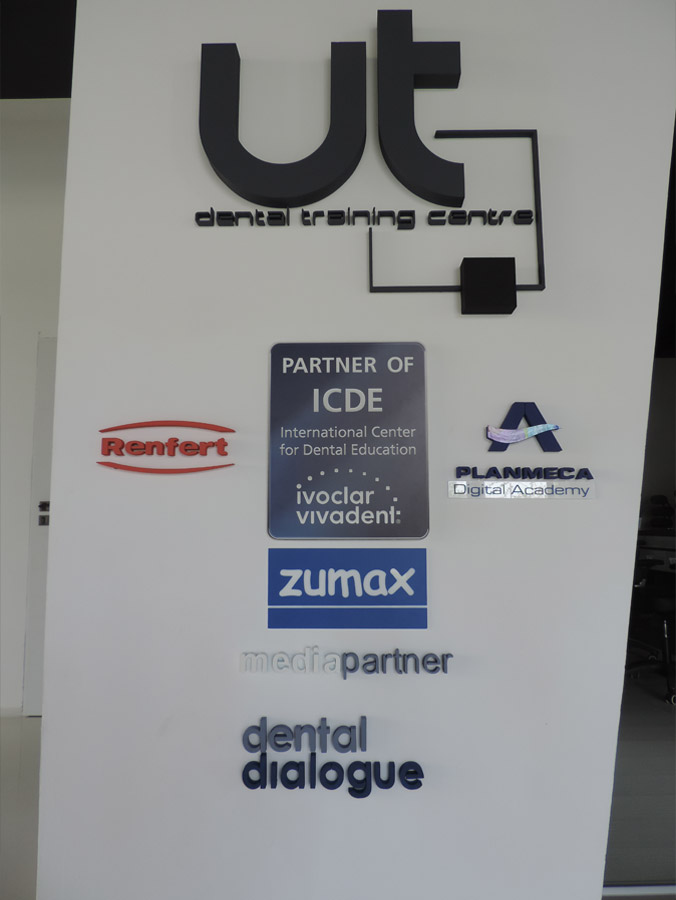 ut
dental training centre
PARTNER OF
ICDE
International Center
for Dental Education
ivoclar
vivadent®
Renfert
PLANMECA
Digital Academy
zumax
mediapartner
dental
dialogue